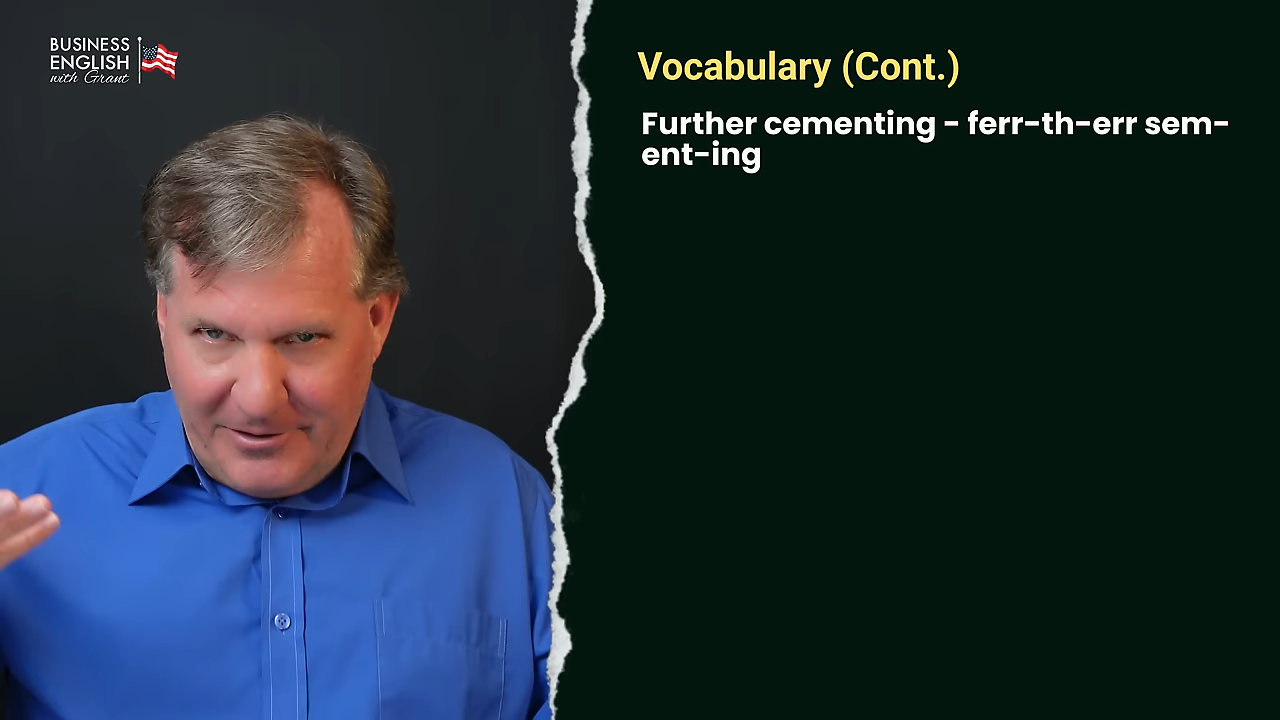 BUSINESS
ENGLISH
with Grant
Vocabulary (Cont.)
Further cementing - ferr-th-err sem-
ent-ing